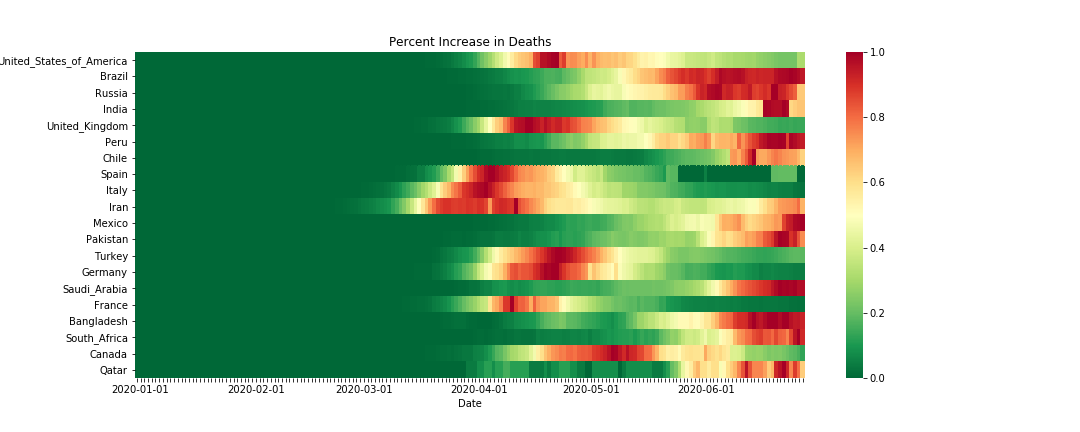 Percent Increase in Deaths
United_States_of_America
Brazil
Russia
India
United_Kingdom
Peru
Chile
Spain
Italy
Iran
Mexico
Pakistan
Turkey
Germany
Saudi_Arabia
France
Bangladesh
South_Africa
Canada
Qatar
2020-01-01 2020-02-01 2020-03-01 2020-04-01 2020-05-01 2020-06-01
Date
1.0
0.8
0.6
0.4
0.2
0.0